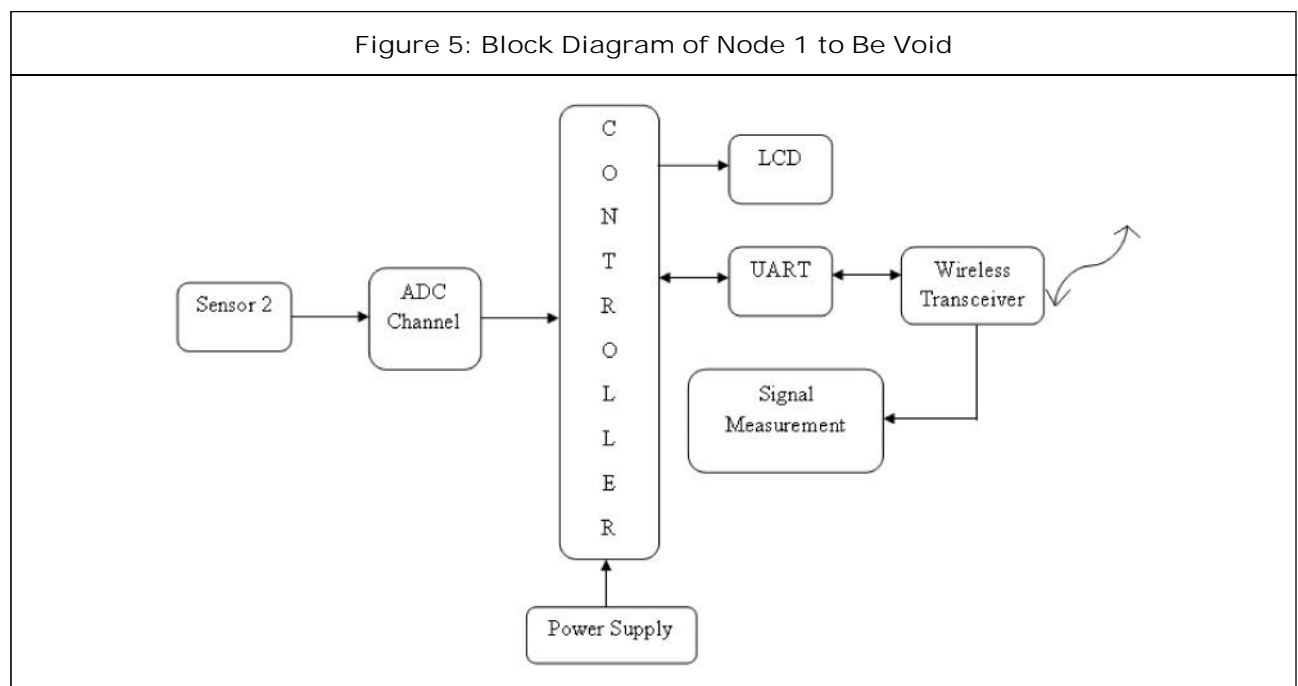 Figure 5: Block Diagram of Node 1 to Be Void
C
O
N
T
R
O
L
L
E
R
LCD
UART
Wireless
Transceiver
Sensor 2
ADC
Channel
Signal
Measurement
Power Supply